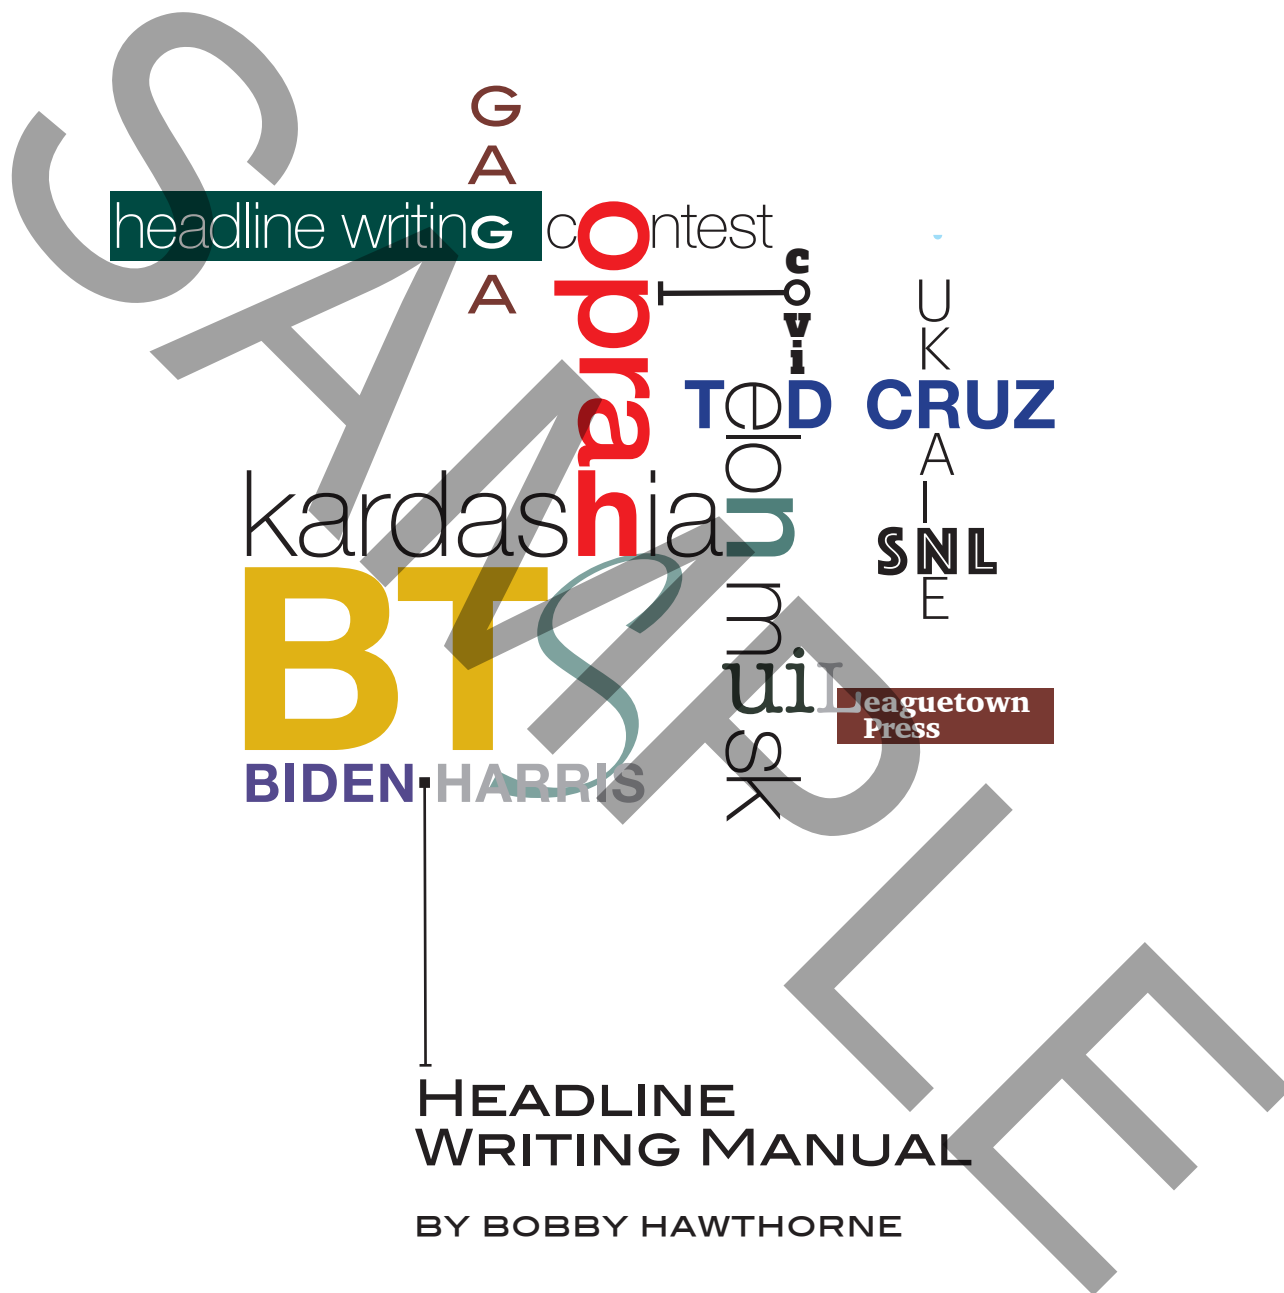 GAGA
headline writing contest
oprah
covid
UKRAINE
TED CRUZ
elon musk
kardashian
SNL
BTS
uiL
leaguetown
Press
BIDEN HARRIS
SAMPLE
HEADLINE
WRITING MANUAL
BY BOBBY HAWTHORNE